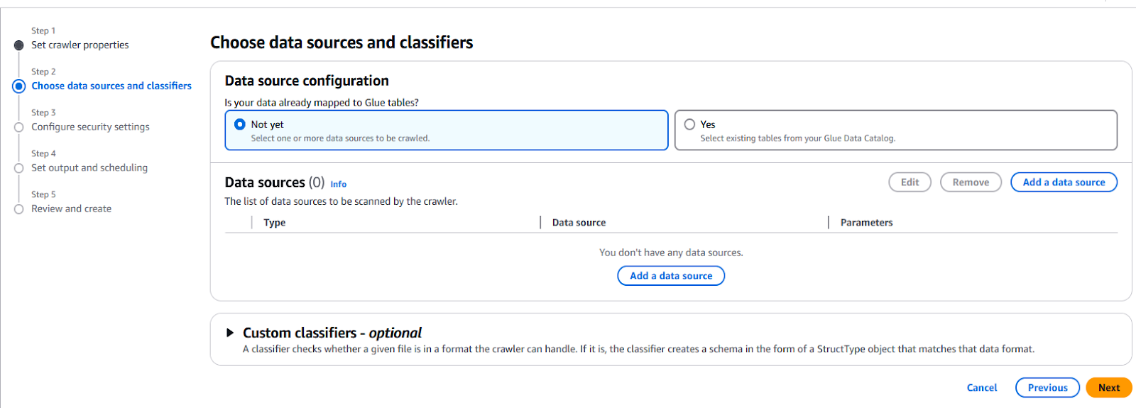 Step 1
Set crawler properties
Step 2
Choose data sources and classifiers
Step 3
Configure security settings
Step 4
Set output and scheduling
Step 5
Review and create
Choose data sources and classifiers
Data source configuration
Is your data already mapped to Glue tables?
Not yet
Select one or more data sources to be crawled.
Yes
Select existing tables from your Glue Data Catalog.
Data sources (0) Info
Edit
Remove
Add a data source
The list of data sources to be scanned by the crawler.
Type
Data source
Parameters
You don't have any data sources.
Add a data source
Custom classifiers - optional
A classifier checks whether a given file is in a format the crawler can handle. If it is, the classifier creates a schema in the form of a StructType object that matches that data format.
Cancel
Previous
Next